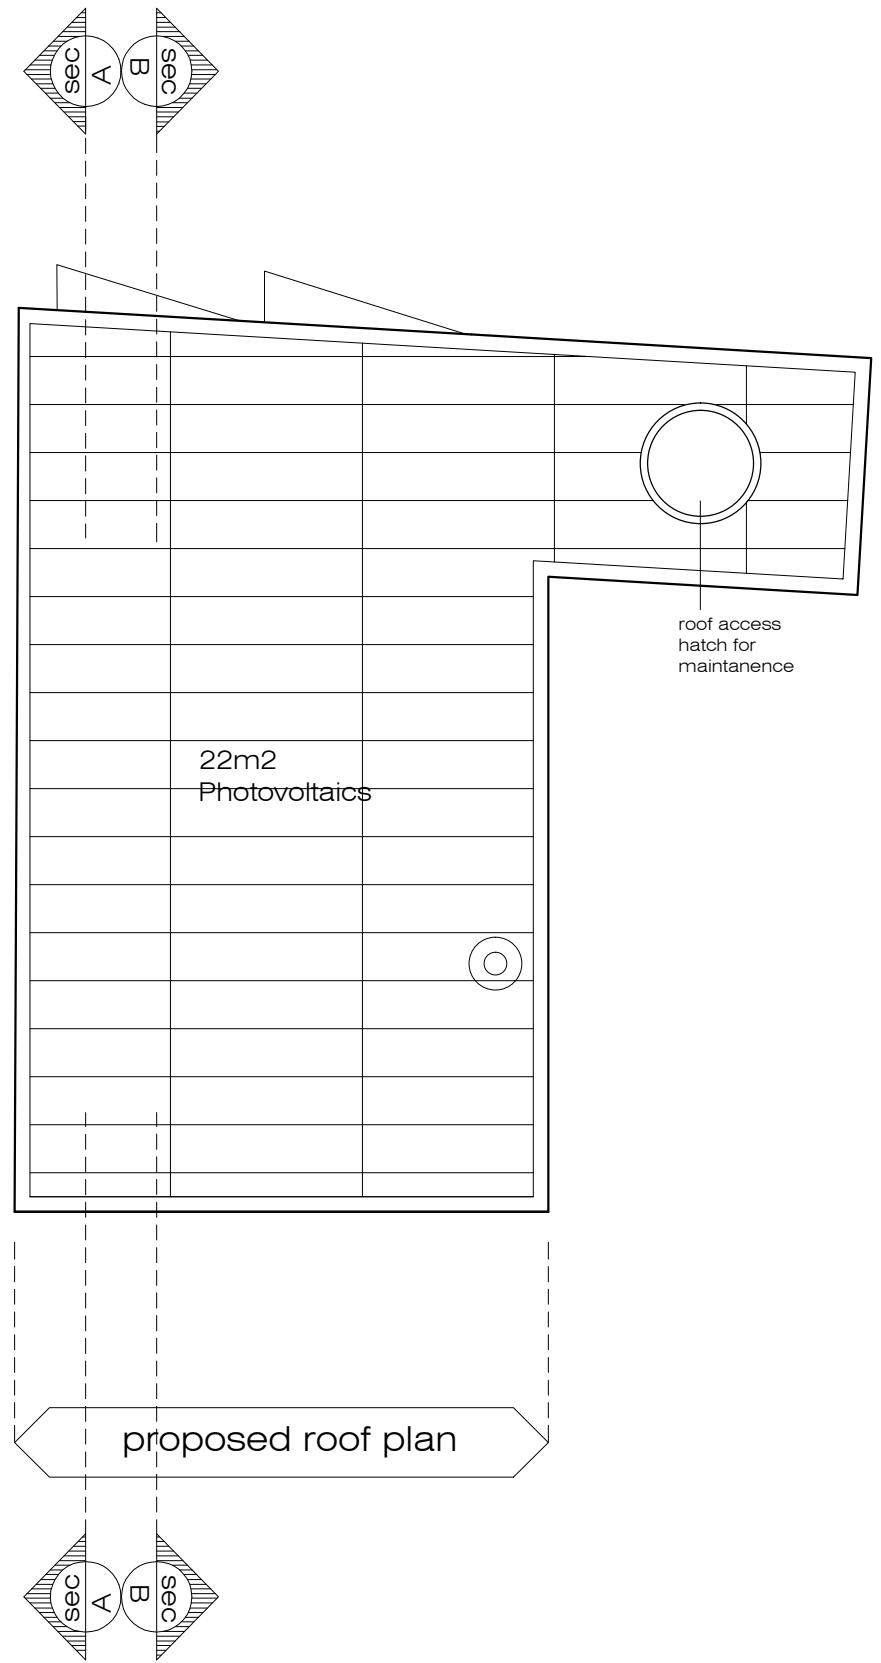 sec
A
B
sec
roof access
hatch for
maintanence
22m2
Photovoltaics
proposed roof plan
sec
A
B
sec